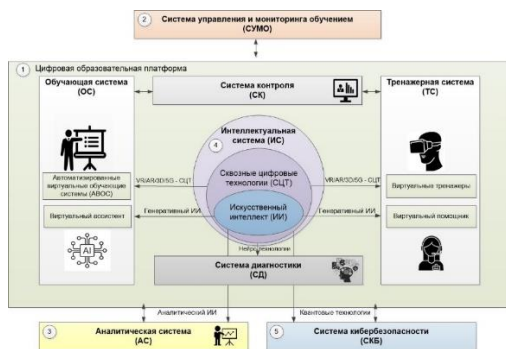 2
Система управления и мониторинга обучением
(СУМО)
1
Цифровая образовательная платформа
Обучающая система
(ОС)
Система контроля
(СК)
Тренажерная система
(ТС)
4
Интеллектуальная
система (ИС)
Сквозные цифровые
технологии (СЦТ)
Искусственный
интеллект (ИИ)
VR/AR/3D/5G - СЦТ
VR/AR/3D/5G - СЦТ
Автоматизированные
виртуальные обучающие
системы (АВОС)
Виртуальные тренажеры
Виртуальный ассистент
Генеративный ИИ
Генеративный ИИ
Виртуальный помощник
AI
Нейротехнологии
Система диагностики
(СД)
Аналитический ИИ
Квантовые технологии
3
Аналитическая система
(АС)
5
Система кибербезопасности
(СКБ)